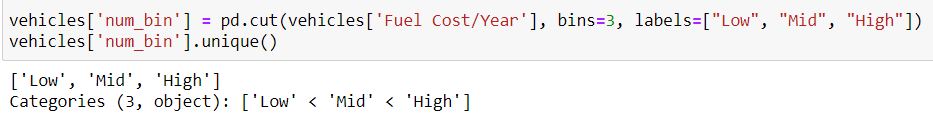 vehicles['num_bin'] = pd.cut(vehicles['Fuel Cost/Year'], bins=3, labels=["Low", "Mid", "High"])
vehicles['num_bin'].unique()
['Low', 'Mid', 'High']
Categories (3, object): ['Low' < 'Mid' < 'High']